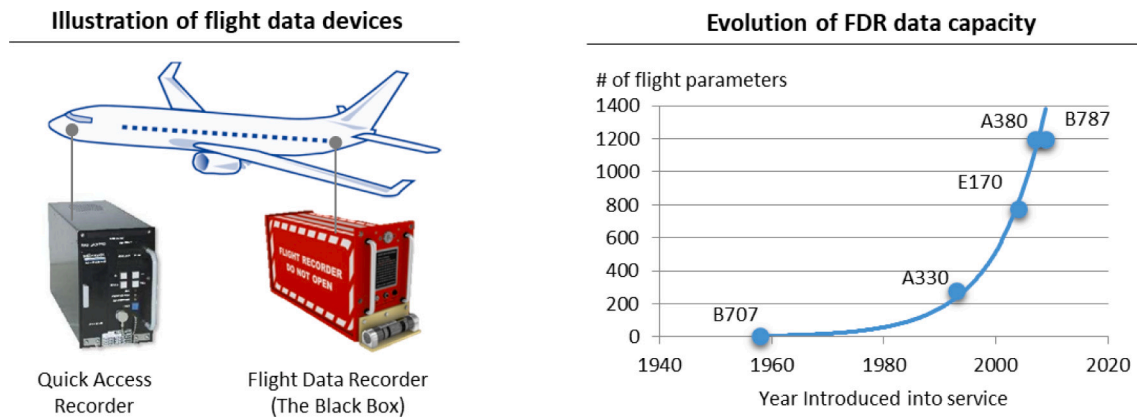 Illustration of flight data devices
FLIGHT RECORDER
DO NOT OPEN
Quick Access
Recorder
Flight Data Recorder
(The Black Box)
Evolution of FDR data capacity
# of flight parameters
1400
1200
1000
800
600
400
200
0
1940
1960
1980
2000
2020
B707
A330
E170
A380
B787
Year Introduced into service